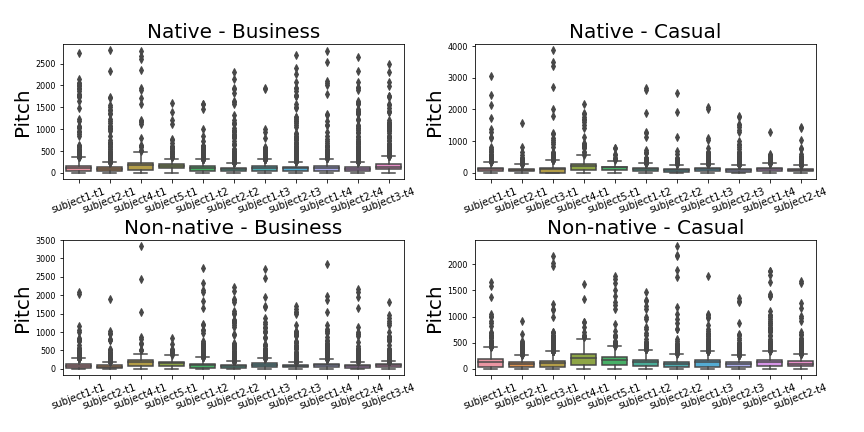 Native - Business
Pitch
2500
2000
1500
1000
500
0
subject1-t1 subject2-t1 subject4-t1 subject5-t1 subject1-t2 subject2-t2 subject1-t3 subject2-t3 subject1-t4 subject2-t4 subject3-t4
Native - Casual
4000
3000
2000
1000
0
subject1-t1 subject2-t1 subject3-t1 subject4-t1 subject5-t1 subject1-t2 subject2-t2 subject1-t3 subject2-t3 subject1-t4 subject2-t4
Non-native - Business
Pitch
3500
3000
2500
2000
1500
1000
500
0
subject1-t1 subject2-t1 subject4-t1 subject5-t1 subject1-t2 subject2-t2 subject1-t3 subject2-t3 subject1-t4 subject2-t4 subject3-t4
Non-native - Casual
Pitch
2000
1500
1000
500
0
subject1-t1 subject2-t1 subject3-t1 subject4-t1 subject5-t1 subject1-t2 subject2-t2 subject1-t3 subject2-t3 subject1-t4 subject2-t4